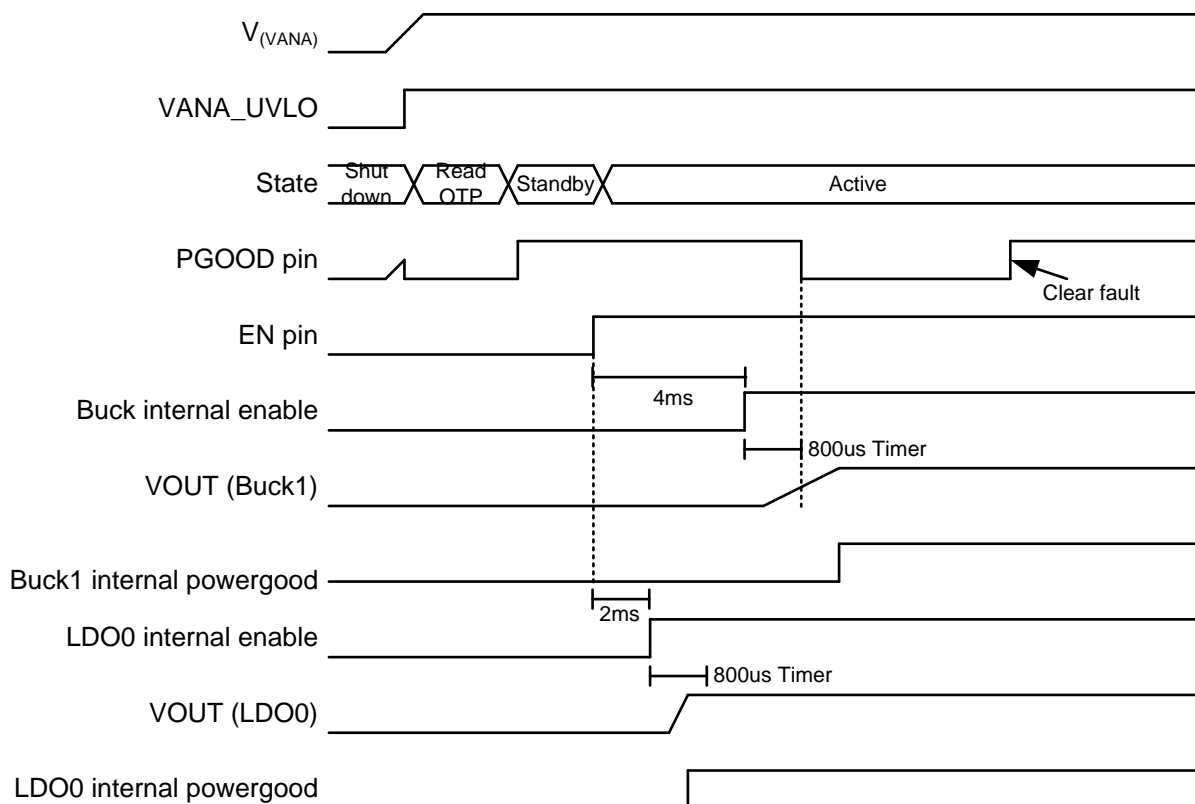 V(VANA)
VANA_UVLO
State
Shut down
Read OTP
Standby
Active
PGOOD pin
Clear fault
EN pin
4ms
Buck internal enable
800us Timer
VOUT (Buck1)
Buck1 internal powergood
2ms
LDO0 internal enable
800us Timer
VOUT (LDO0)
LDO0 internal powergood